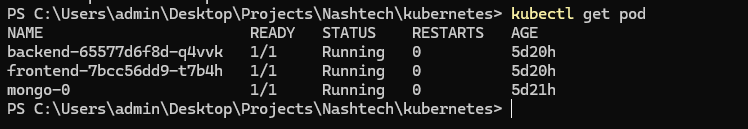 PS C:\Users\admin\Desktop\Projects\Nashtech\kubernetes> kubectl get pod
NAME                        READY   STATUS    RESTARTS   AGE
backend-65577d6f8d-q4vvk    1/1     Running   0          5d20h
frontend-7bcc56dd9-t7b4h    1/1     Running   0          5d20h
mongo-0                     1/1     Running   0          5d21h
PS C:\Users\admin\Desktop\Projects\Nashtech\kubernetes>